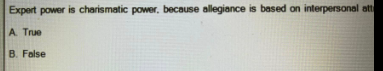 Expert power is charismatic power, because allegiance is based on interpersonal
A. True
B. False